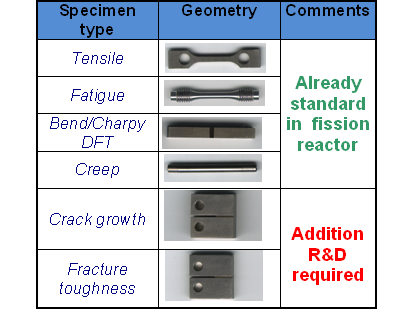 Specimen type
Geometry
Comments
Tensile
Fatigue
Bend/Charpy
DFT
Creep
Already
standard
in fission
reactor
Crack growth
Fracture
toughness
Addition
R&D
required